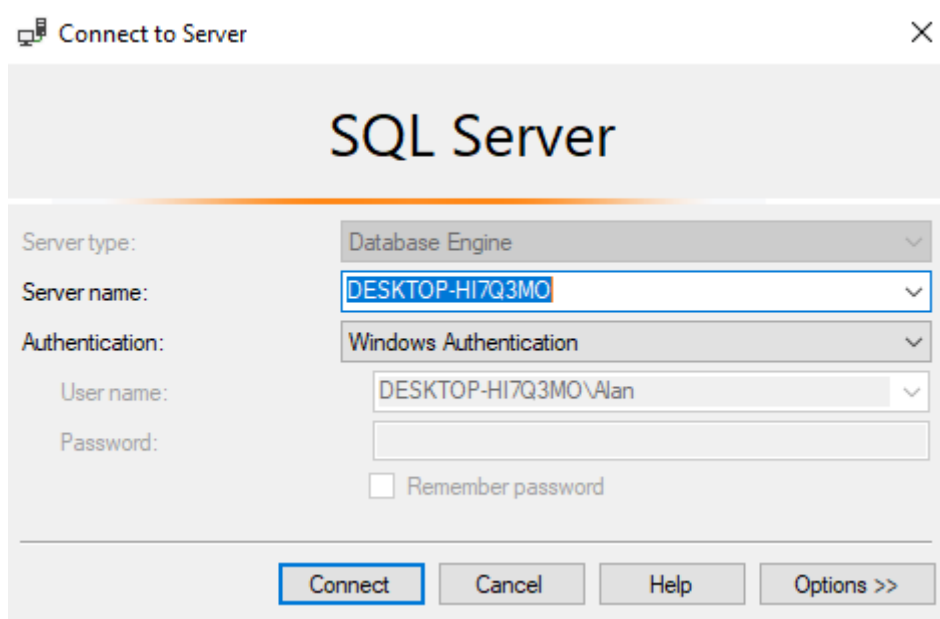 Connect to Server
SQL Server
Server type: Database Engine
Server name: DESKTOP-HI7Q3MO
Authentication: Windows Authentication
User name: DESKTOP-HI7Q3MO\Alan
Password:
Remember password
Connect Cancel Help Options >>